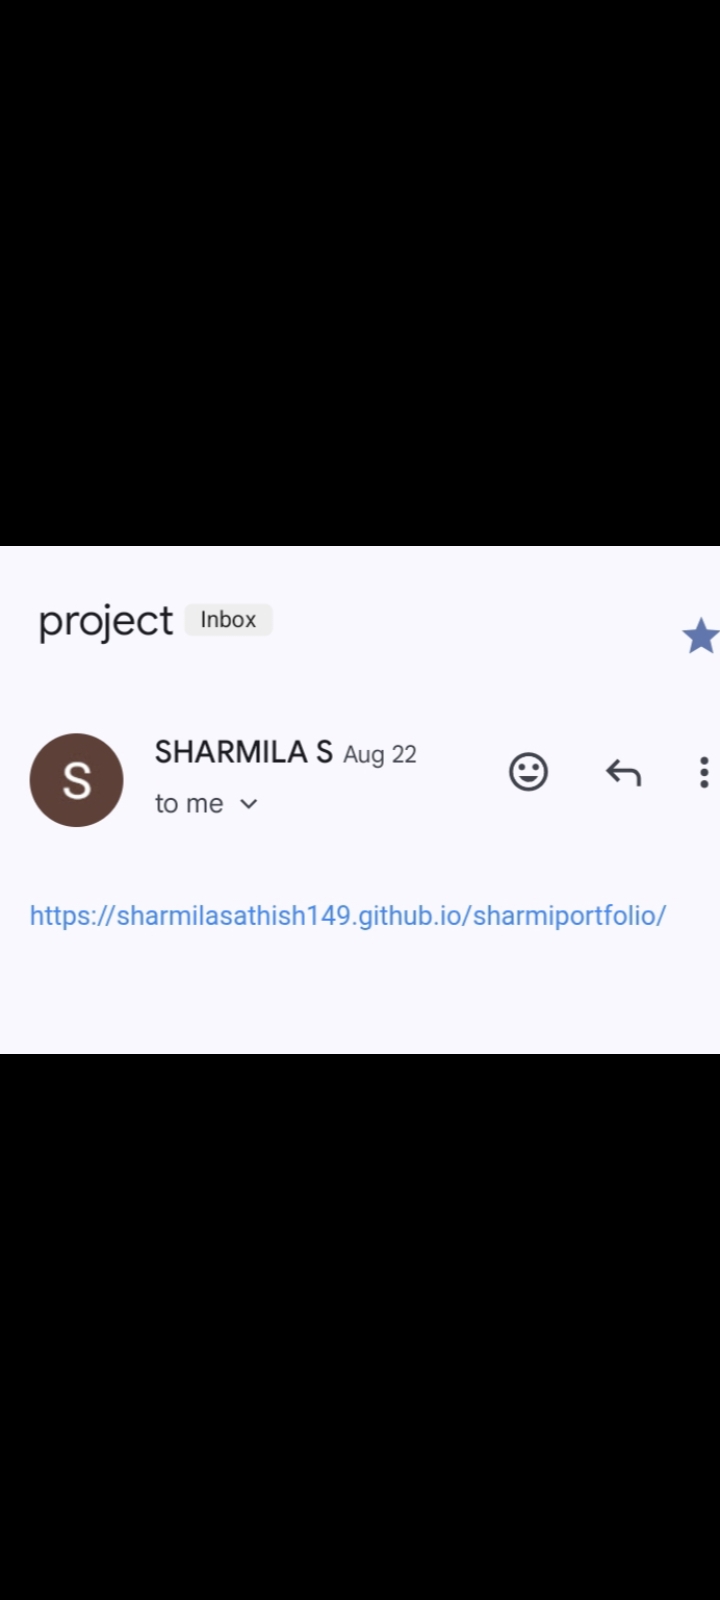 project Inbox
S
SHARMILA S Aug 22
to me
https://sharmilasathish149.github.io/sharmiportfolio/